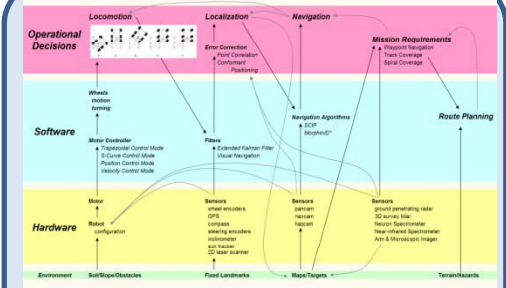 Locomotion Localization Navigation
Operational Decisions
Error Correction
Point Correlation
Conformant
Positioning
Mission Requirements
Waypoint Navigation
Track Coverage
Spiral Coverage
Wheels
motion
turning
Software
Motor Controller
Trapezoidal Control Mode
S-Curve Control Mode
Position Control Mode
Velocity Control Mode
Filters
Extended Kalman Filter
Visual Navigation
Navigation Algorithms
SCIP
Morphin/D*
Route Planning
Hardware
Motor
Robot
configuration
Sensors
wheel encoders
GPS
compass
steering encoders
inclinometer
sun tracker
2D laser scanner
Sensors
pancam
navcam
hazcam
Sensors
ground penetrating radar
3D survey lidar
Neuron Spectrometer
Near-infrared Spectrometer
Arm & Microscopic Imager
Environment Soil/Slope/Obstacles Fixed Landmarks Maps/Targets Terrain/Hazards